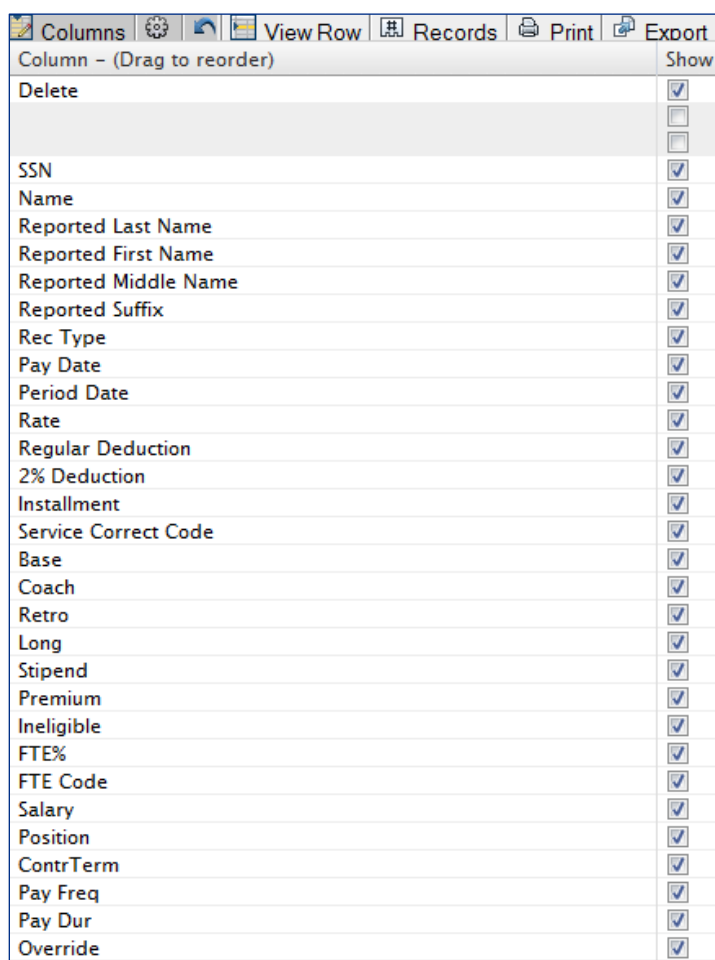 Columns View Row Records Print Export
Column – (Drag to reorder) Show
Delete
SSN
Name
Reported Last Name
Reported First Name
Reported Middle Name
Reported Suffix
Rec Type
Pay Date
Period Date
Rate
Regular Deduction
2% Deduction
Installment
Service Correct Code
Base
Coach
Retro
Long
Stipend
Premium
Ineligible
FTE%
FTE Code
Salary
Position
ContrTerm
Pay Freq
Pay Dur
Override